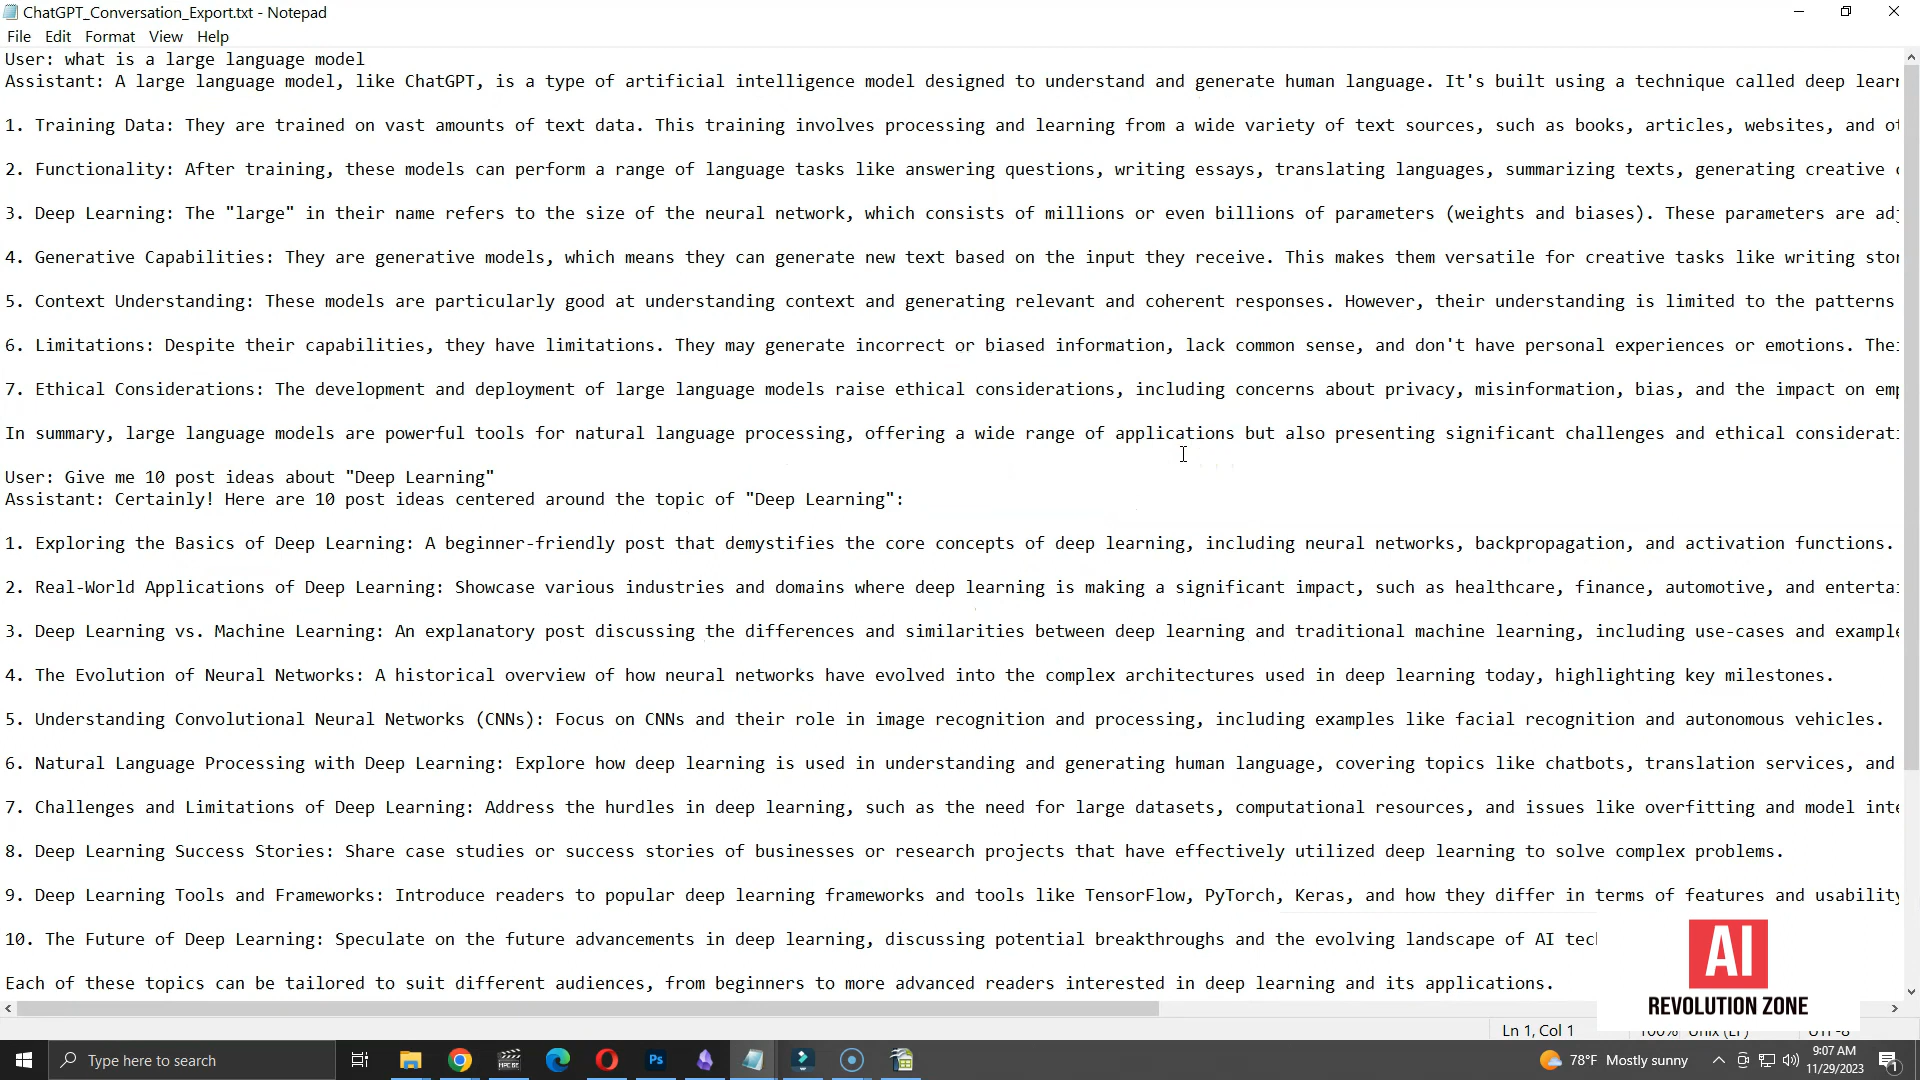 ChatGPT_Conversation_Export.txt - Notepad
File Edit Format View Help
User: what is a large language model
Assistant: A large language model, like ChatGPT, is a type of artificial intelligence model designed to understand and generate human language. It's built using a technique called deep
1. Training Data: They are trained on vast amounts of text data. This training involves processing and learning from a wide variety of text sources, such as books, articles, websites, and
2. Functionality: After training, these models can perform a range of language tasks like answering questions, writing essays, translating languages, summarizing texts, generating creative
3. Deep Learning: The "large" in their name refers to the size of the neural network, which consists of millions or even billions of parameters (weights and biases). These parameters are
4. Generative Capabilities: They are generative models, which means they can generate new text based on the input they receive. This makes them versatile for creative tasks like writing
5. Context Understanding: These models are particularly good at understanding context and generating relevant and coherent responses. However, their understanding is limited to the patterns
6. Limitations: Despite their capabilities, they have limitations. They may generate incorrect or biased information, lack common sense, and don't have personal experiences or emotions.
7. Ethical Considerations: The development and deployment of large language models raise ethical considerations, including concerns about privacy, misinformation, bias, and the impact on
In summary, large language models are powerful tools for natural language processing, offering a wide range of applications but also presenting significant challenges and ethical
User: Give me 10 post ideas about "Deep Learning"
Assistant: Certainly! Here are 10 post ideas centered around the topic of "Deep Learning":
1. Exploring the Basics of Deep Learning: A beginner-friendly post that demystifies the core concepts of deep learning, including neural networks, backpropagation, and activation functions.
2. Real-World Applications of Deep Learning: Showcase various industries and domains where deep learning is making a significant impact, such as healthcare, finance, automotive, and
3. Deep Learning vs. Machine Learning: An explanatory post discussing the differences and similarities between deep learning and traditional machine learning, including use-cases and
4. The Evolution of Neural Networks: A historical overview of how neural networks have evolved into the complex architectures used in deep learning today, highlighting key milestones.
5. Understanding Convolutional Neural Networks (CNNs): Focus on CNNs and their role in image recognition and processing, including examples like facial recognition and autonomous vehicles.
6. Natural Language Processing with Deep Learning: Explore how deep learning is used in understanding and generating human language, covering topics like chatbots, translation services, and
7. Challenges and Limitations of Deep Learning: Address the hurdles in deep learning, such as the need for large datasets, computational resources, and issues like overfitting and model
8. Deep Learning Success Stories: Share case studies or success stories of businesses or research projects that have effectively utilized deep learning to solve complex problems.
9. Deep Learning Tools and Frameworks: Introduce readers to popular deep learning frameworks and tools like TensorFlow, PyTorch, Keras, and how they differ in terms of features and usability
10. The Future of Deep Learning: Speculate on the future advancements in deep learning, discussing potential breakthroughs and the evolving landscape of AI
Each of these topics can be tailored to suit different audiences, from beginners to more advanced readers interested in deep learning and its applications.
AI
REVOLUTION ZONE
Ln 1, Col 1
Type here to search
Ps
78°F Mostly sunny
9:07 AM
11/29/2023
1